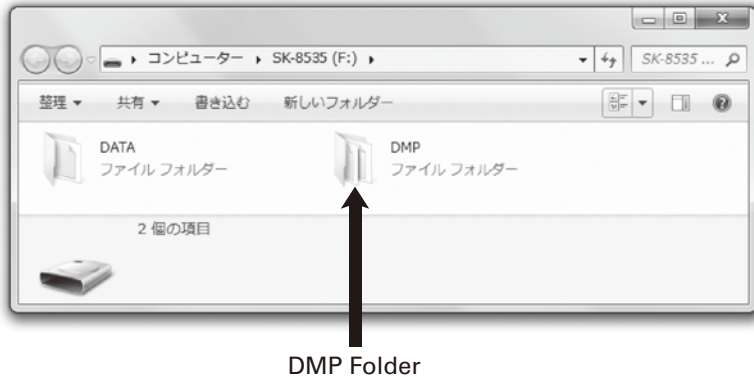 コンピューター SK-8535 (F:)
SK-8535 ...
整理 共有 書き込む 新しいフォルダー
DATA
ファイル フォルダー
DMP
ファイル フォルダー
2 個の項目
DMP Folder